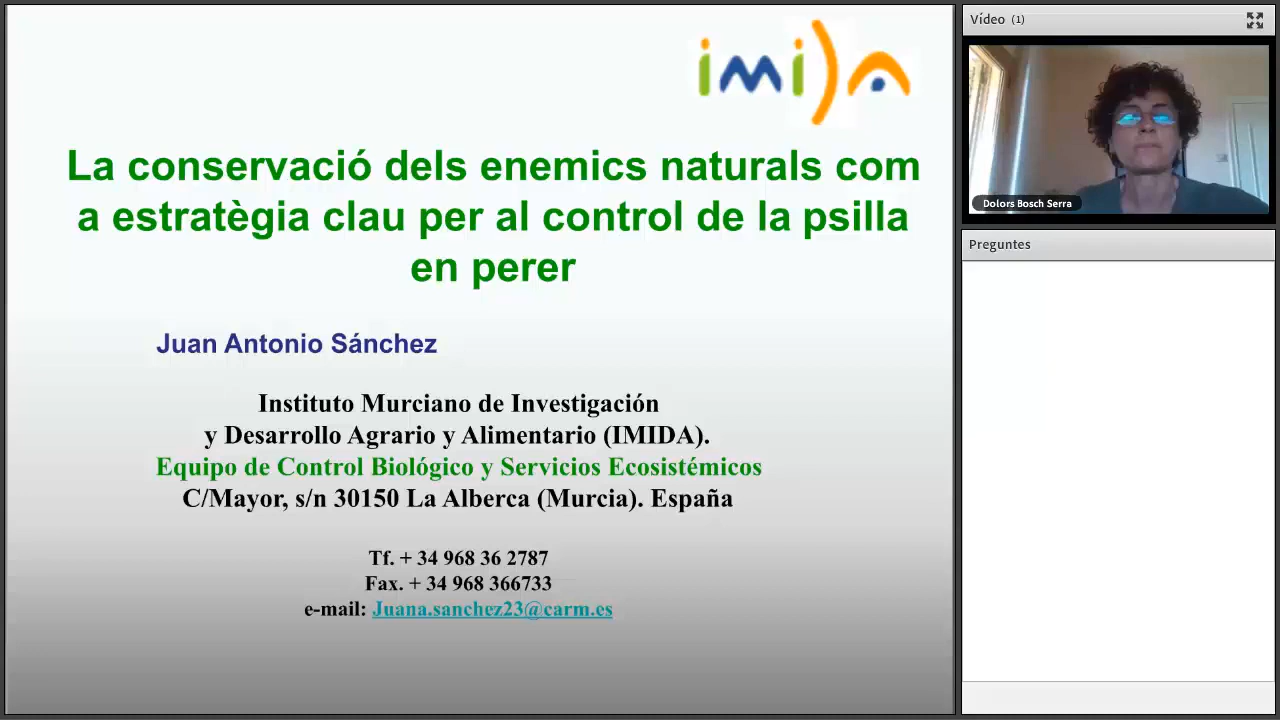 imida
La conservació dels enemics naturals com
a estratègia clau per al control de la psilla
en perer
Juan Antonio Sánchez
Instituto Murciano de Investigación
y Desarrollo Agrario y Alimentario (IMIDA).
Equipo de Control Biológico y Servicios Ecosistémicos
C/Mayor, s/n 30150 La Alberca (Murcia). España
Tf. + 34 968 36 2787
Fax. + 34 968 366733
e-mail: Juana.sanchez23@carm.es
Vídeo (1)
Dolors Bosch Serra
Preguntes